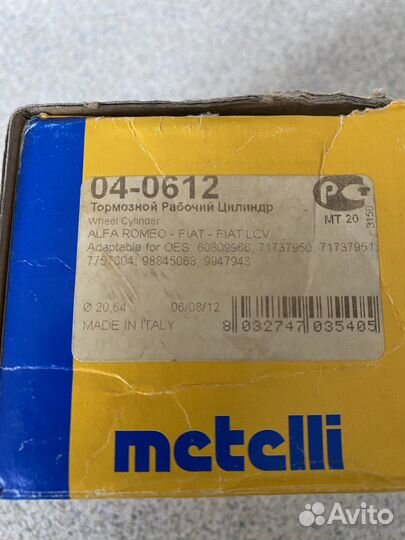 04-0612
Тормозной Рабочий Цилиндр
Wheel Cylinder
ALFA ROMEO - FIAT - FIAT LCV
Adaptable for OES 60809966, 71737950, 71737951,
7757604, 98845068, 9947943
Ø 20,64 06/08/12
MADE IN ITALY
8 032747 035405
РСТ
MT 20
3150
metelli
Avito